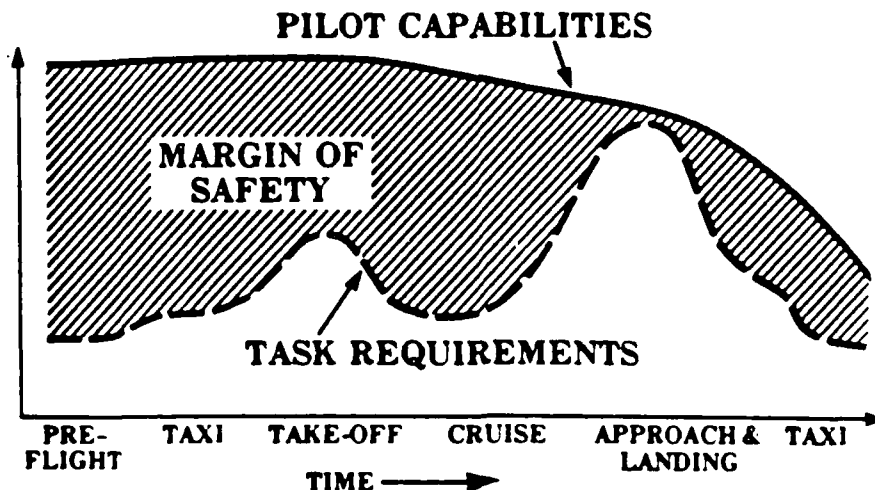 PILOT CAPABILITIES
MARGIN OF
SAFETY
TASK REQUIREMENTS
PRE-
FLIGHT
TAXI
TAKE-OFF
CRUISE
APPROACH &
LANDING
TAXI
TIME